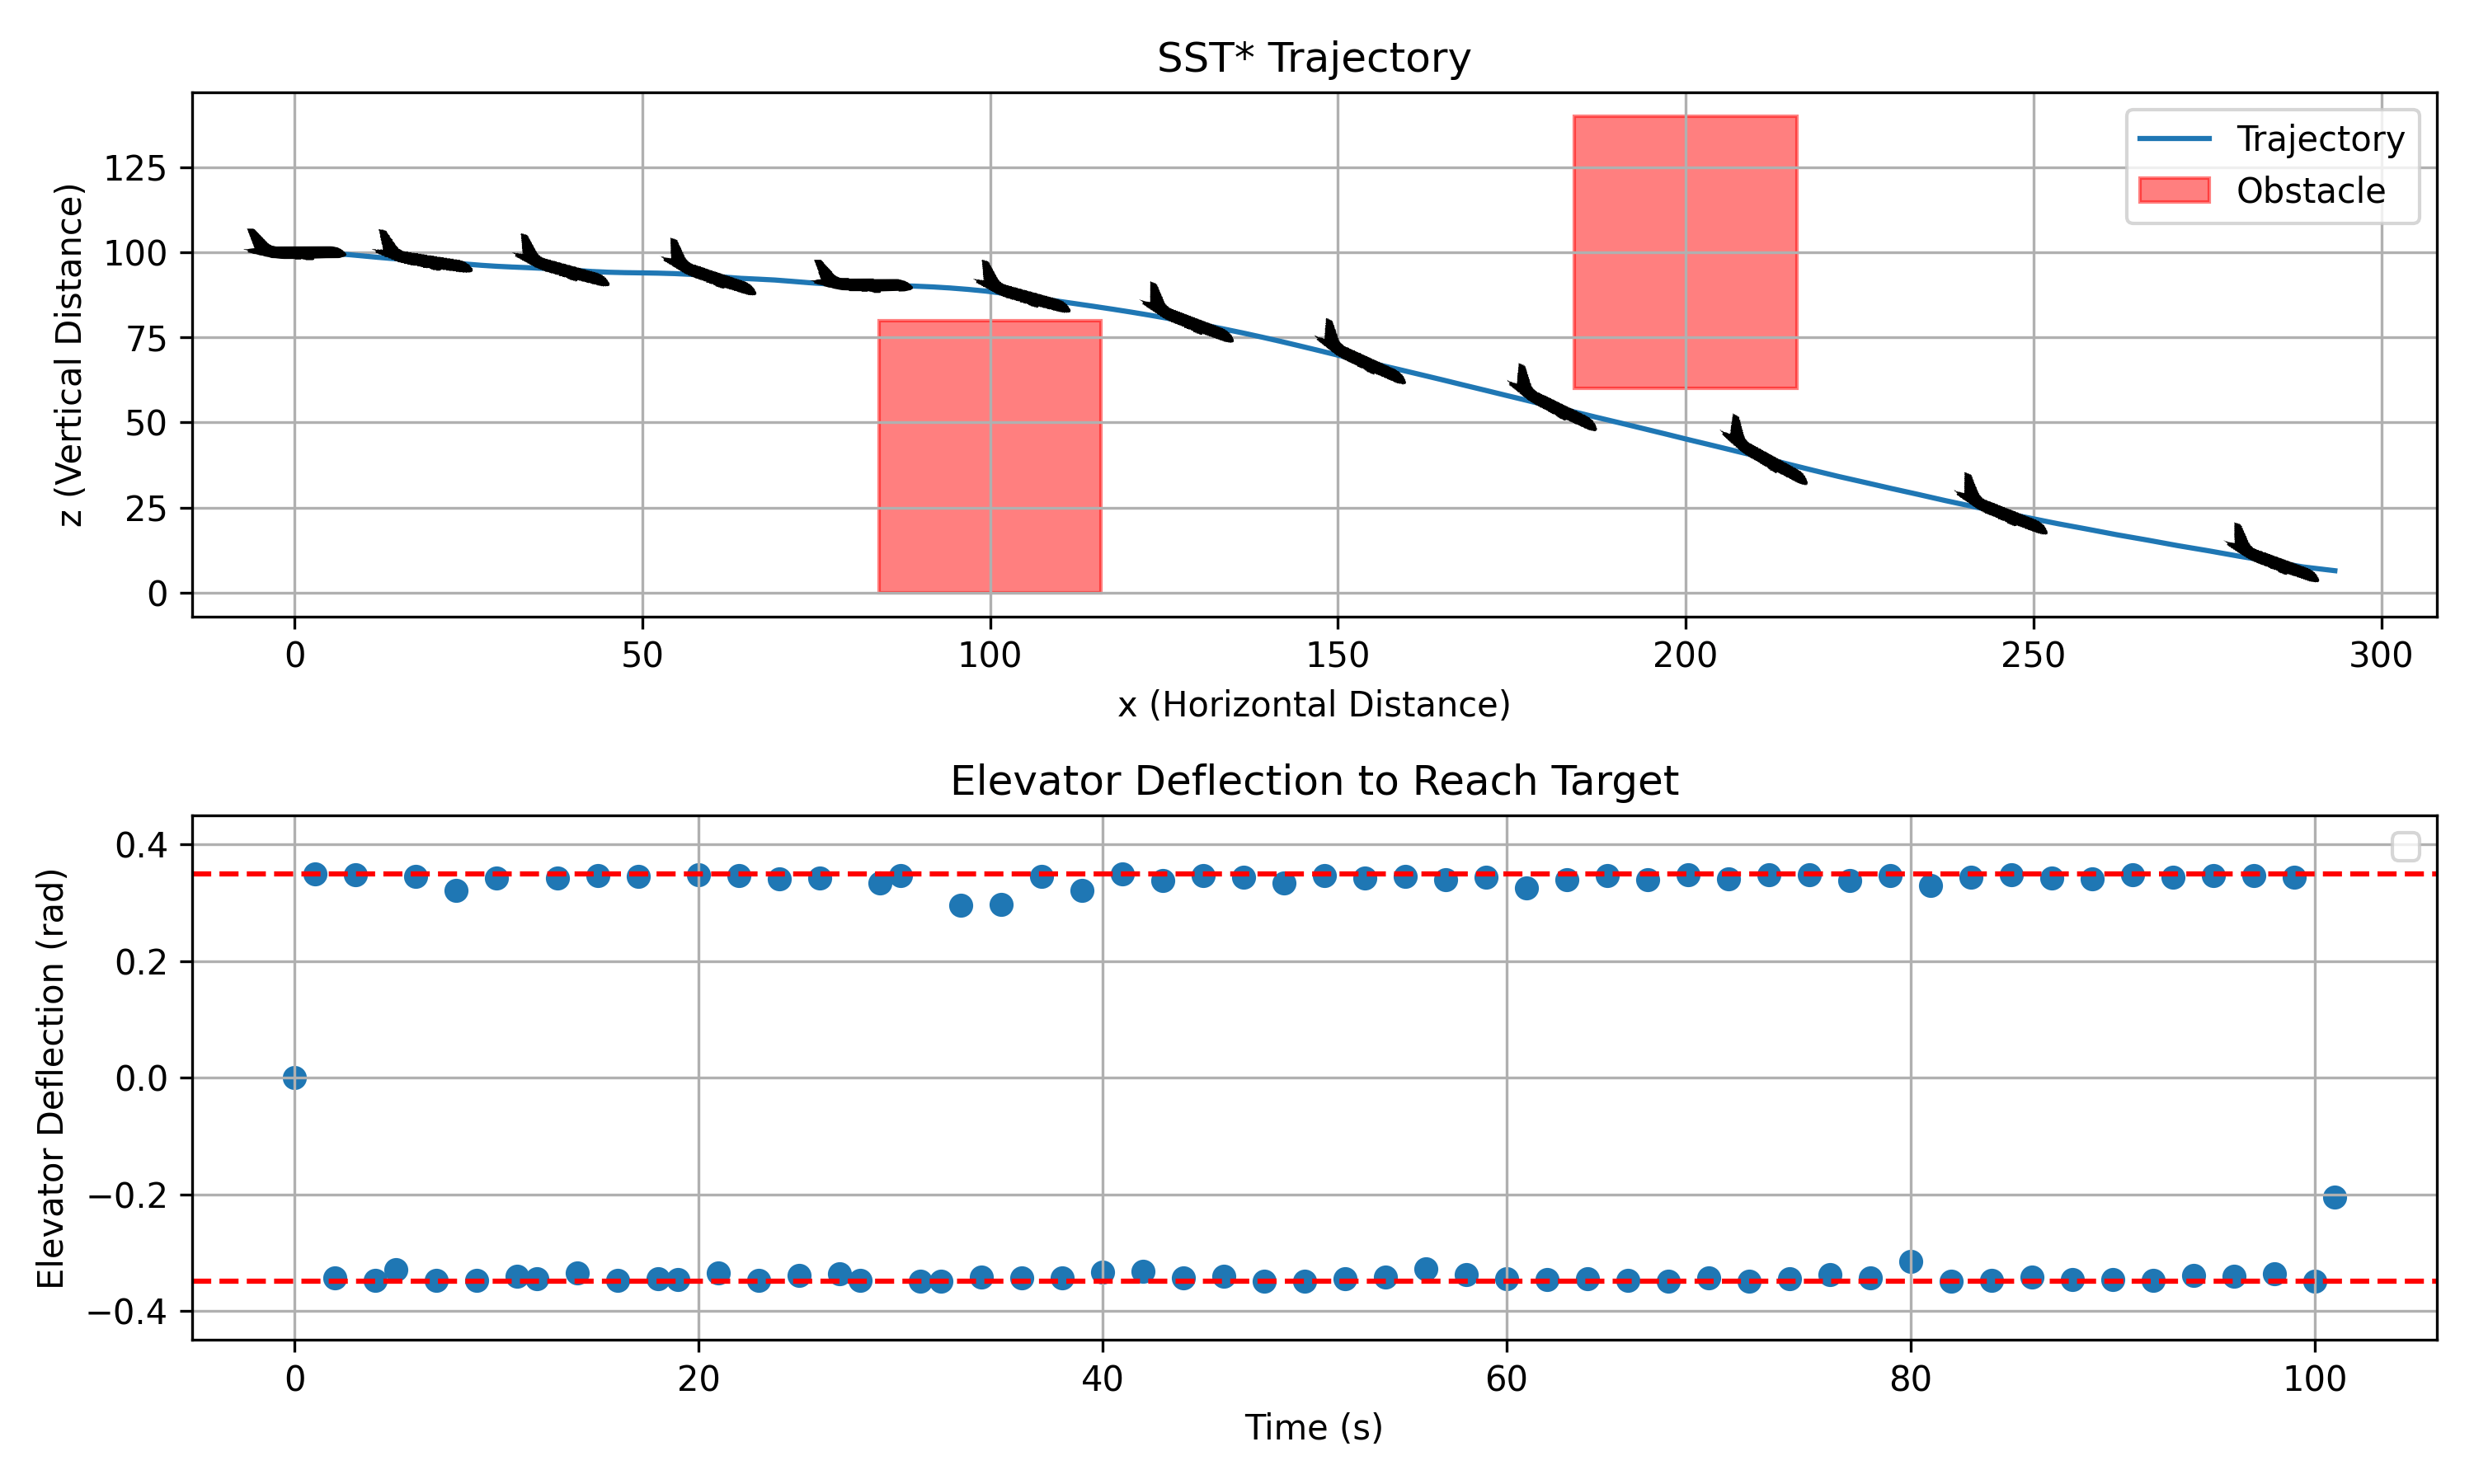 SST* Trajectory
z (Vertical Distance)
125
100
75
50
25
0
Trajectory
Obstacle
0 50 100 150 200 250 300
x (Horizontal Distance)
Elevator Deflection to Reach Target
Elevator Deflection (rad)
0.4
0.2
0.0
−0.2
−0.4
0 20 40 60 80 100
Time (s)